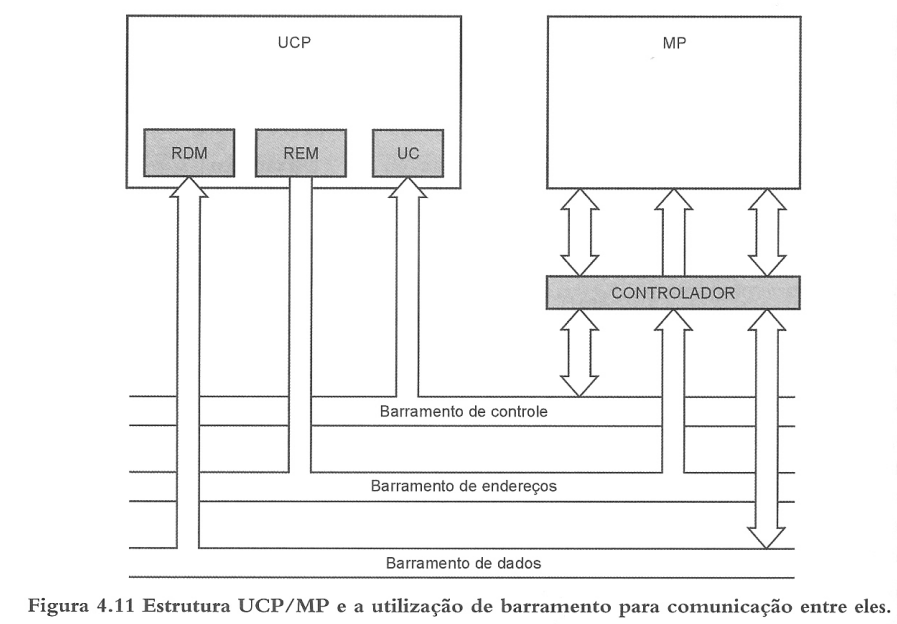 UCP
MP
RDM
REM
UC
CONTROLADOR
Barramento de controle
Barramento de endereços
Barramento de dados
Figura 4.11 Estrutura UCP/MP e a utilização de barramento para comunicação entre eles.